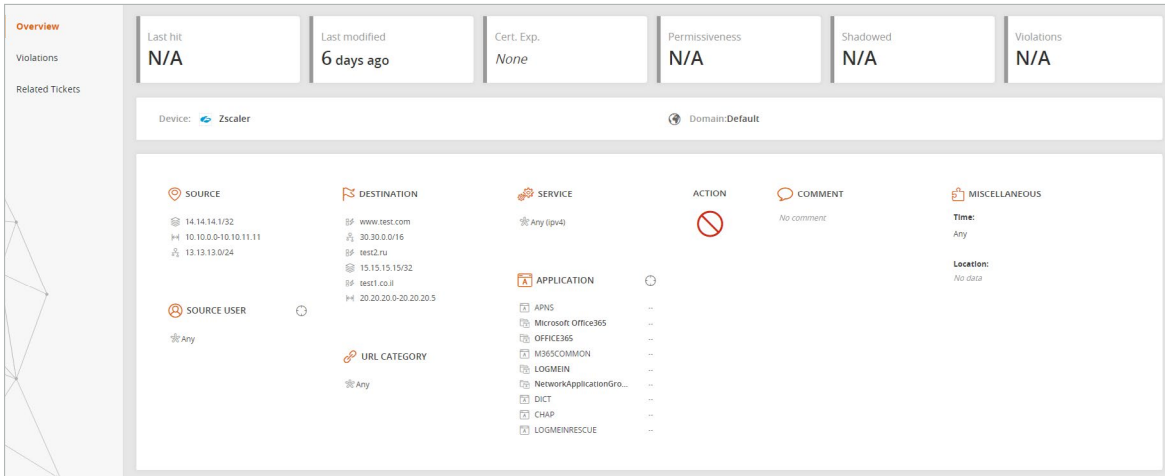 Overview
Violations
Related Tickets
Last hit
N/A
Last modified
6 days ago
Cert. Exp.
None
Permissiveness
N/A
Shadowed
N/A
Violations
N/A
Device: Zscaler
Domain:Default
SOURCE
14.14.14.1/32
10.10.0.0-10.10.11.11
13.13.13.0/24
SOURCE USER
Any
DESTINATION
www.test.com
30.30.0.0/16
test2.ru
15.15.15.15/32
test1.co.il
20.20.20.0-20.20.20.5
URL CATEGORY
Any
SERVICE
Any (ipv4)
APPLICATION
APNS --
Microsoft Office365 --
OFFICE365 --
M365COMMON --
LOGMEIN --
NetworkApplicationGro... --
DICT --
CHAP --
LOGMEINRESCUE --
ACTION
COMMENT
No comment
MISCELLANEOUS
Time:
Any
Location:
No data